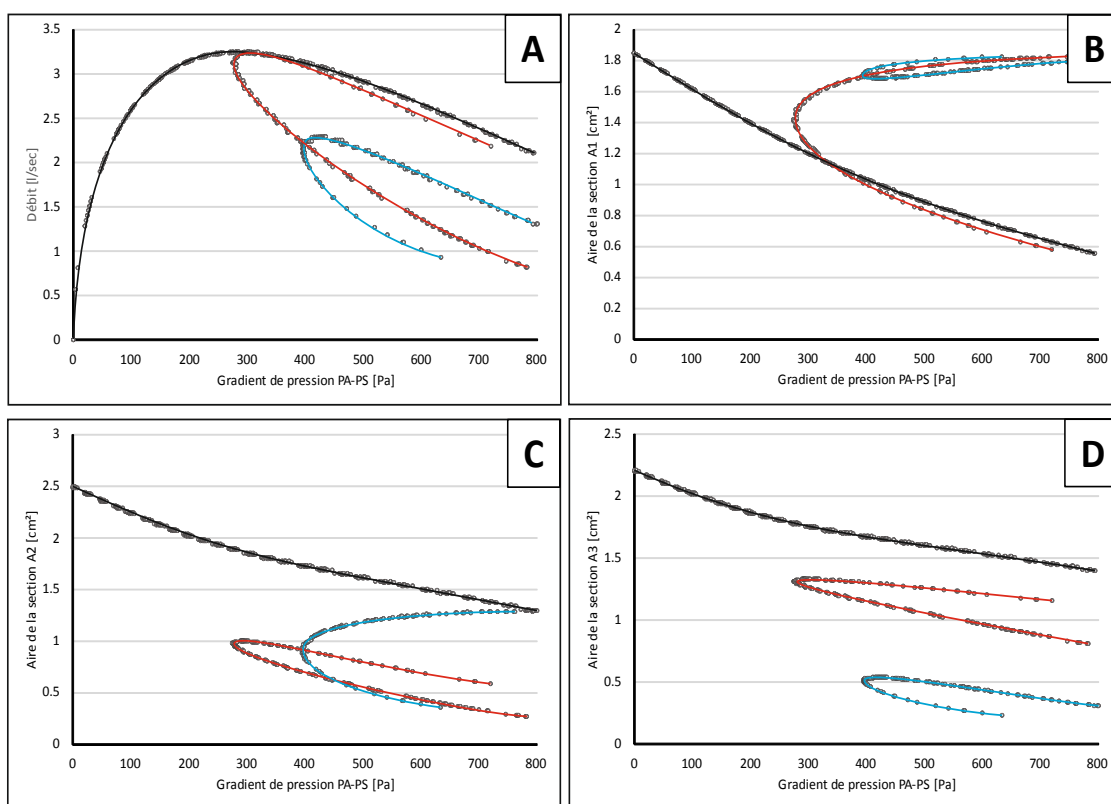 A
3.5
3
2.5
2
1.5
1
0.5
0
Débit [l/sec]
0 100 200 300 400 500 600 700 800
Gradient de pression PA-PS [Pa]
B
2
1.8
1.6
1.4
1.2
1
0.8
0.6
0.4
0.2
0
Aire de la section A1 [cm²]
0 100 200 300 400 500 600 700 800
Gradient de pression PA-PS [Pa]
C
3
2.5
2
1.5
1
0.5
0
Aire de la section A2 [cm²]
0 100 200 300 400 500 600 700 800
Gradient de pression PA-PS [Pa]
D
2.5
2
1.5
1
0.5
0
Aire de la section A3 [cm²]
0 100 200 300 400 500 600 700 800
Gradient de pression PA-PS [Pa]